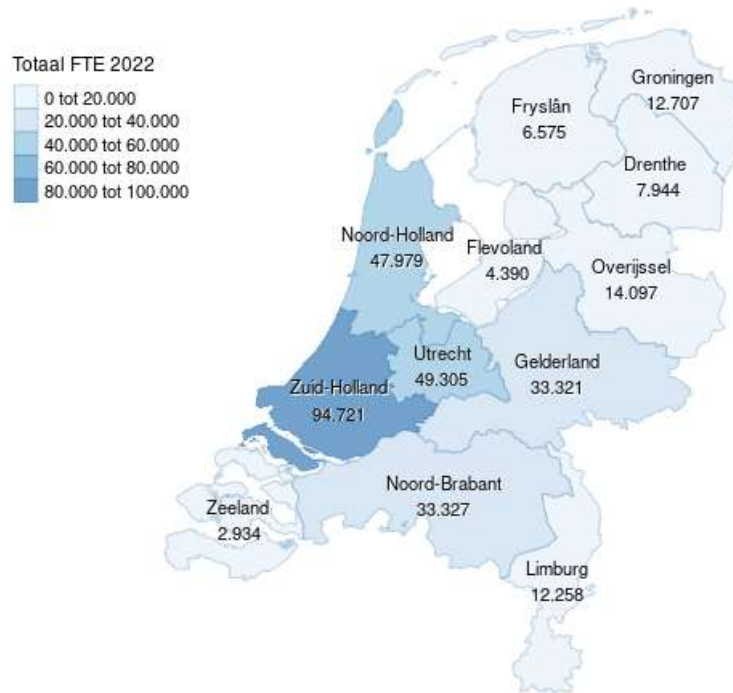 Totaal FTE 2022
0 tot 20.000
20.000 tot 40.000
40.000 tot 60.000
60.000 tot 80.000
80.000 tot 100.000
Groningen
12.707
Fryslân
6.575
Drenthe
7.944
Noord-Holland
47.979
Flevoland
4.390
Overijssel
14.097
Utrecht
49.305
Gelderland
33.321
Zuid-Holland
94.721
Noord-Brabant
33.327
Zeeland
2.934
Limburg
12.258